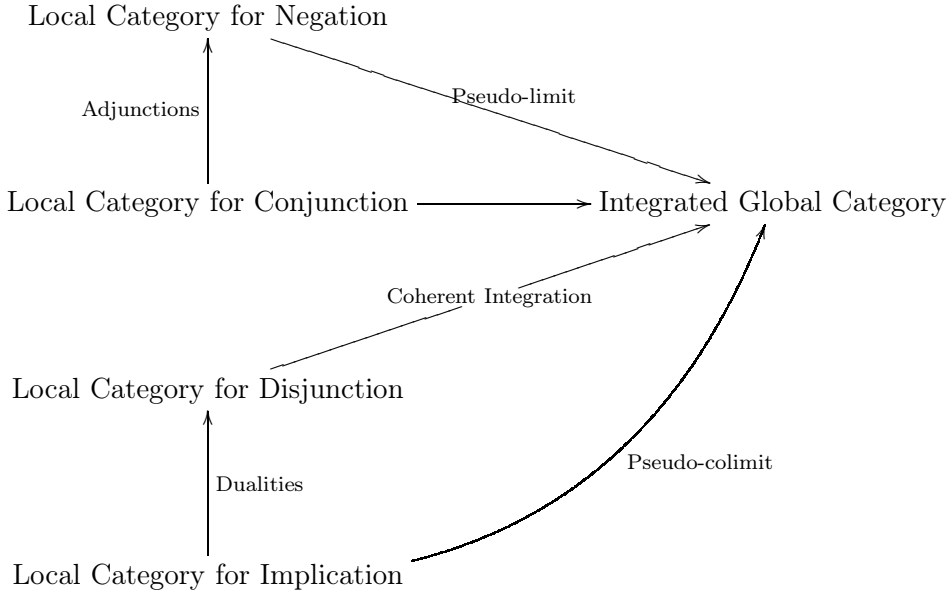 Local Category for Negation
Pseudo-limit
Adjunctions
Local Category for Conjunction
Integrated Global Category
Coherent Integration
Local Category for Disjunction
Pseudo-colimit
Dualities
Local Category for Implication